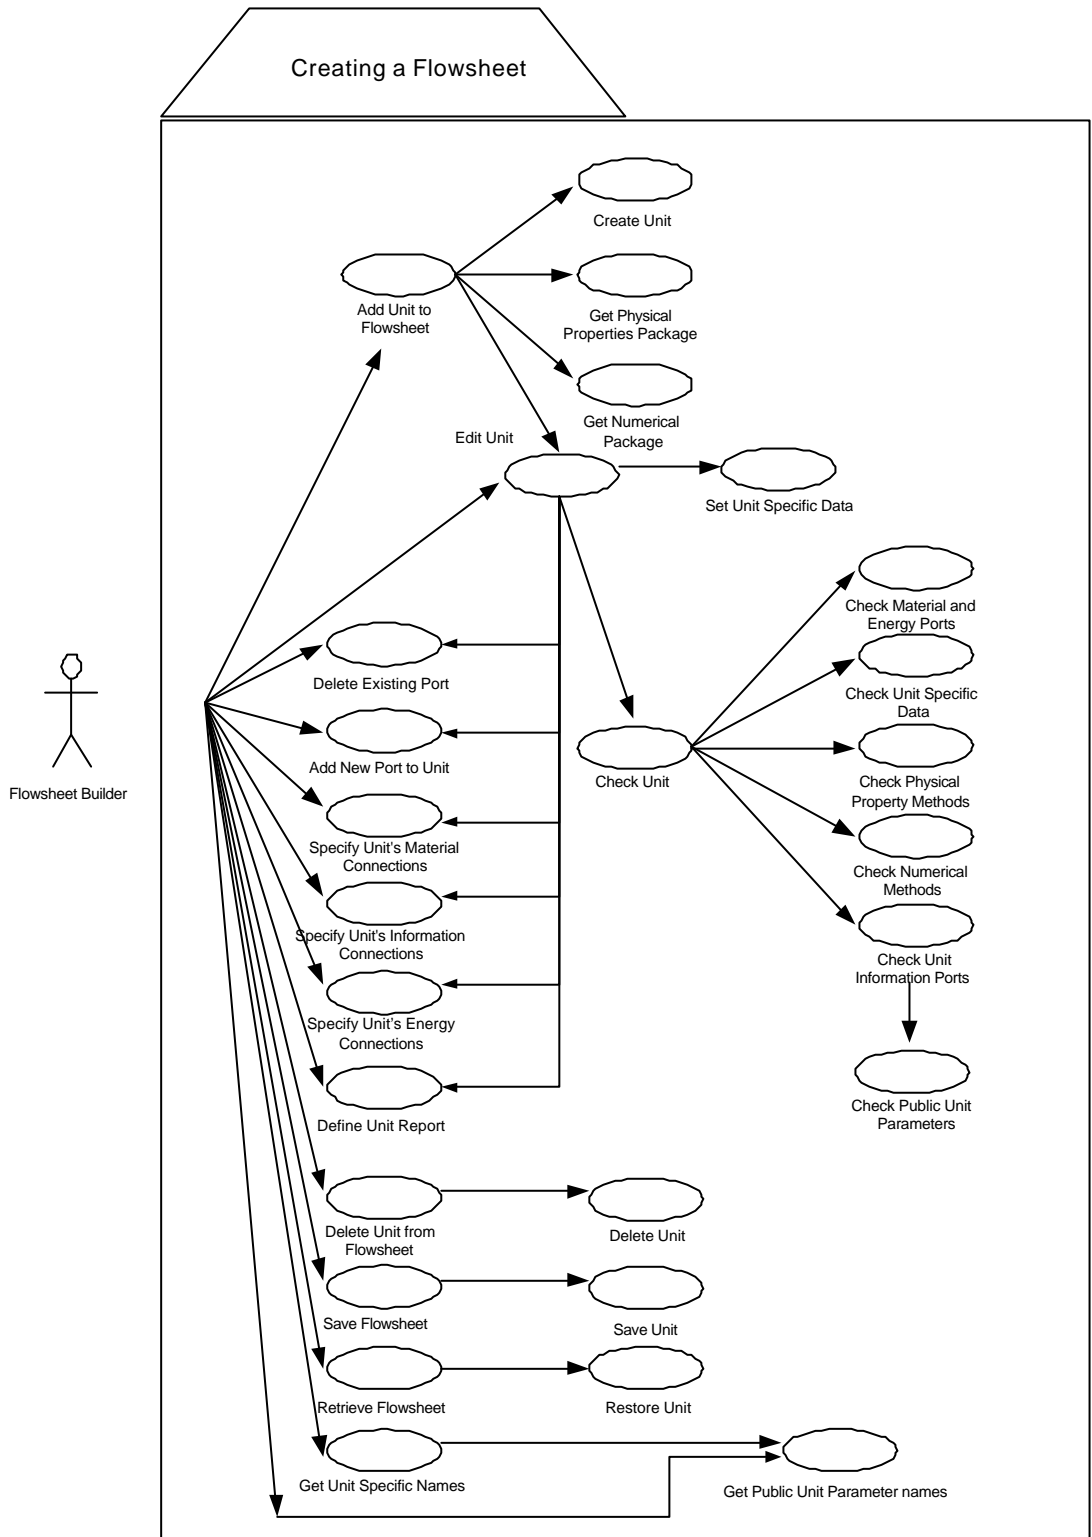 Creating a Flowsheet
Create Unit
Add Unit to
Flowsheet
Get Physical
Properties Package
Get Numerical
Package
Edit Unit
Set Unit Specific Data
Check Material and
Energy Ports
Delete Existing Port
Check Unit Specific
Data
Add New Port to Unit
Check Unit
Check Physical
Property Methods
Flowsheet Builder
Specify Unit's Material
Connections
Check Numerical
Methods
Specify Unit's Information
Connections
Check Unit
Information Ports
Specify Unit's Energy
Connections
Check Public Unit
Parameters
Define Unit Report
Delete Unit from
Flowsheet
Delete Unit
Save Flowsheet
Save Unit
Retrieve Flowsheet
Restore Unit
Get Unit Specific Names
Get Public Unit Parameter names